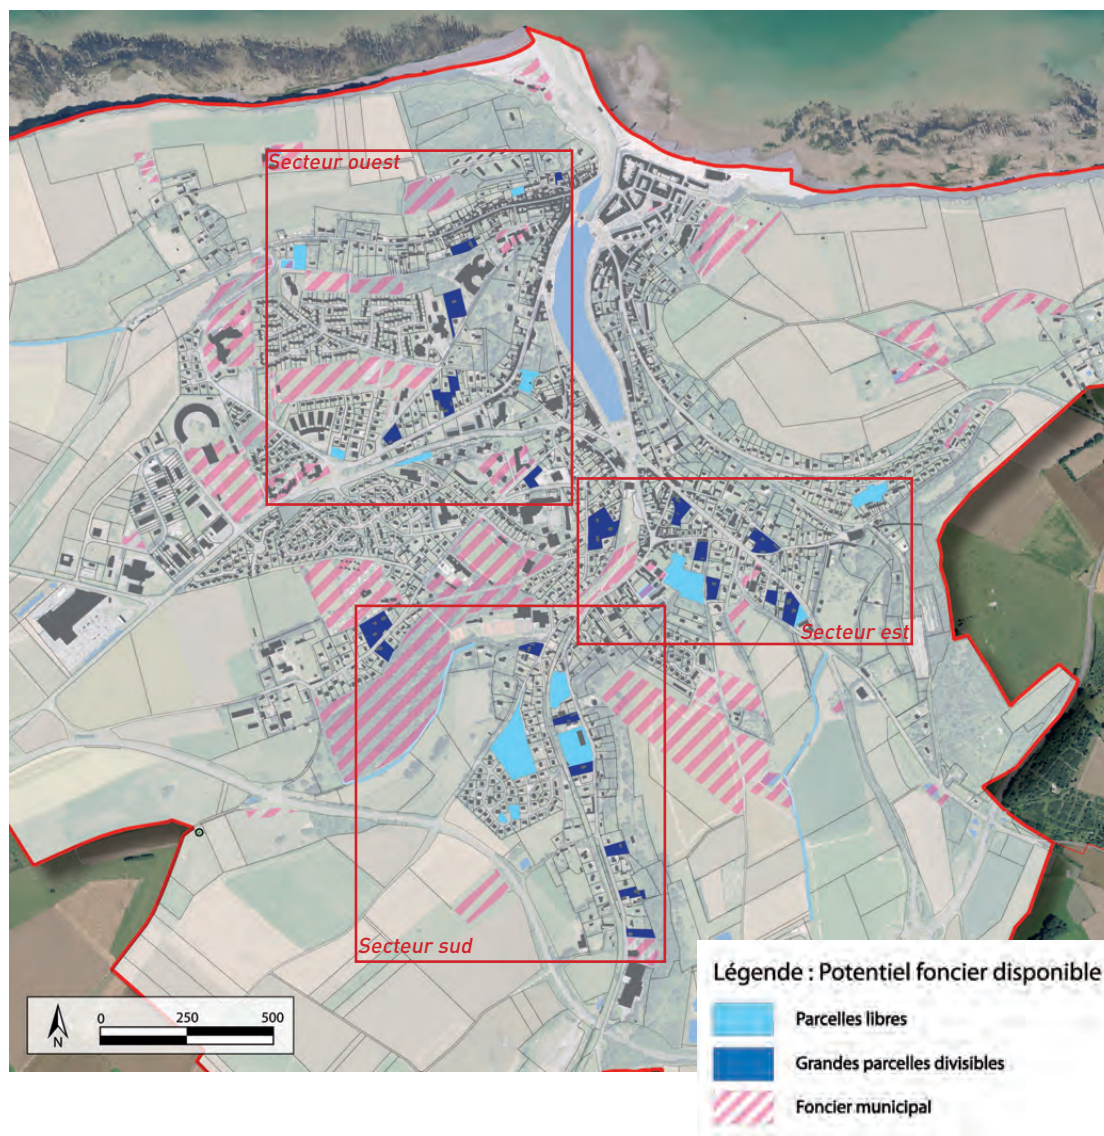 Secteur ouest
Secteur est
Secteur sud
0 250 500
N
Légende : Potentiel foncier disponible
Parcelles libres
Grandes parcelles divisibles
Foncier municipal